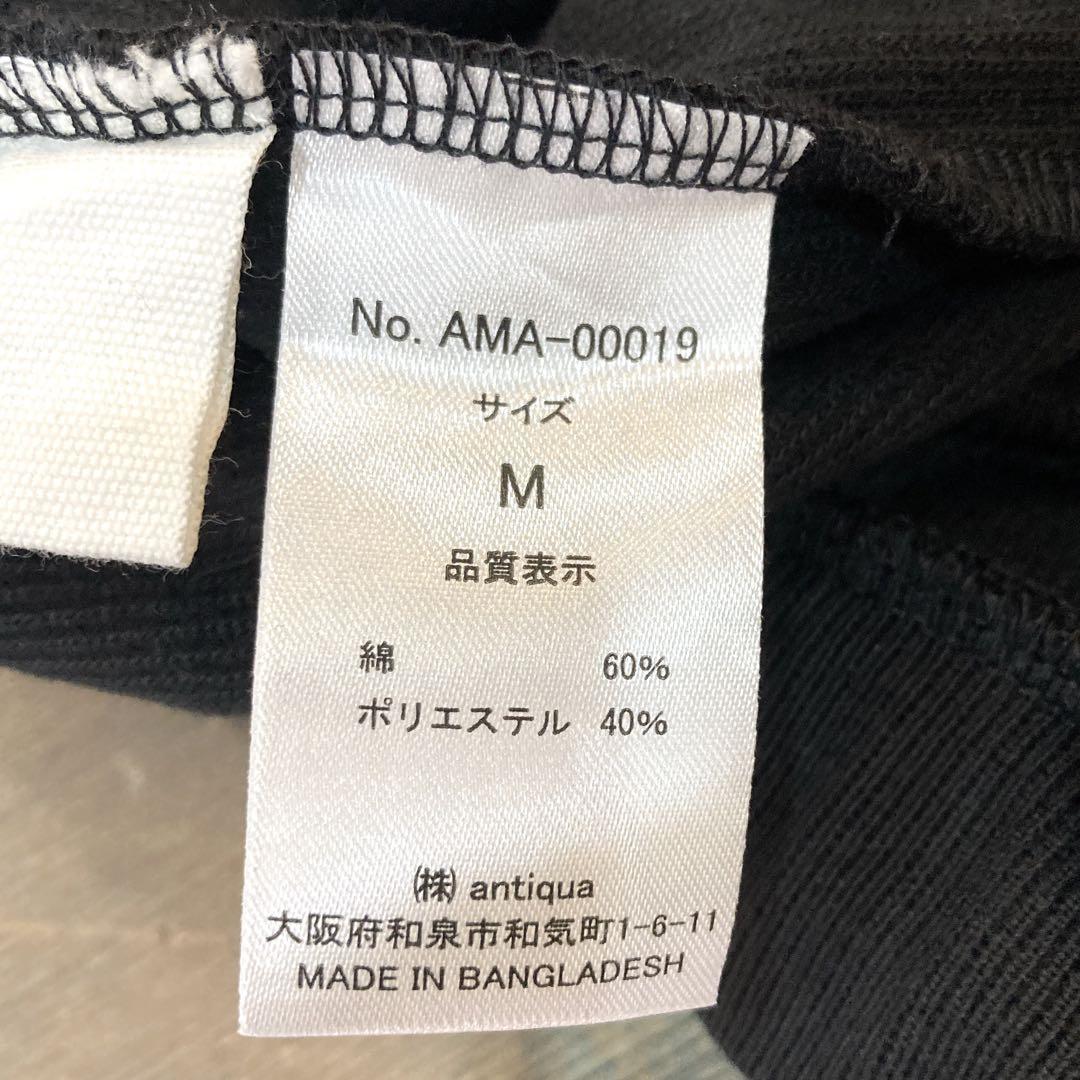 No. AMA-00019
サイズ
M
品質表示
綿 60%
ポリエステル 40%
㈱ antiqua
大阪府和泉市和気町1-6-11
MADE IN BANGLADESH